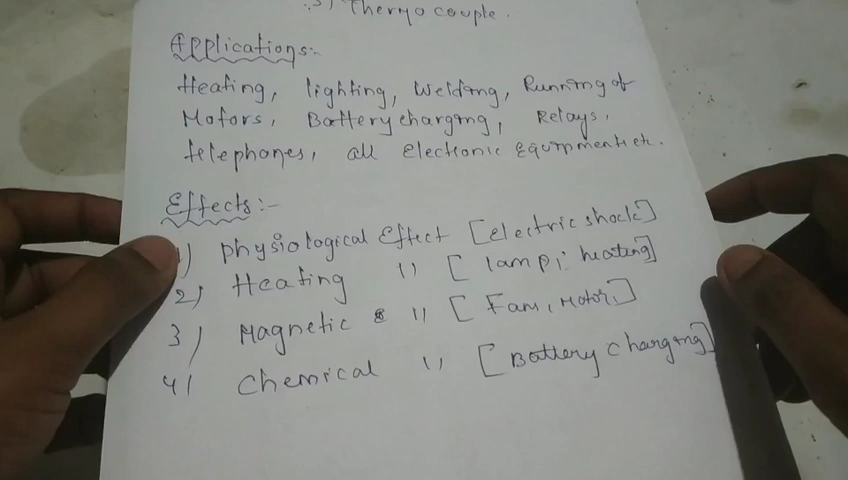 3) Thermo couple.
Applications:-
Heating, lighting, Welding, Running of
Motors, Battery charging, Relays,
telephones, all electronic equipment etc.
Effects:-
1) Physiological Effect [electric shock]
2) Heating " [lamp, heating]
3) Magnetic " [Fan, Motor,]
4) Chemical " [Battery charging]